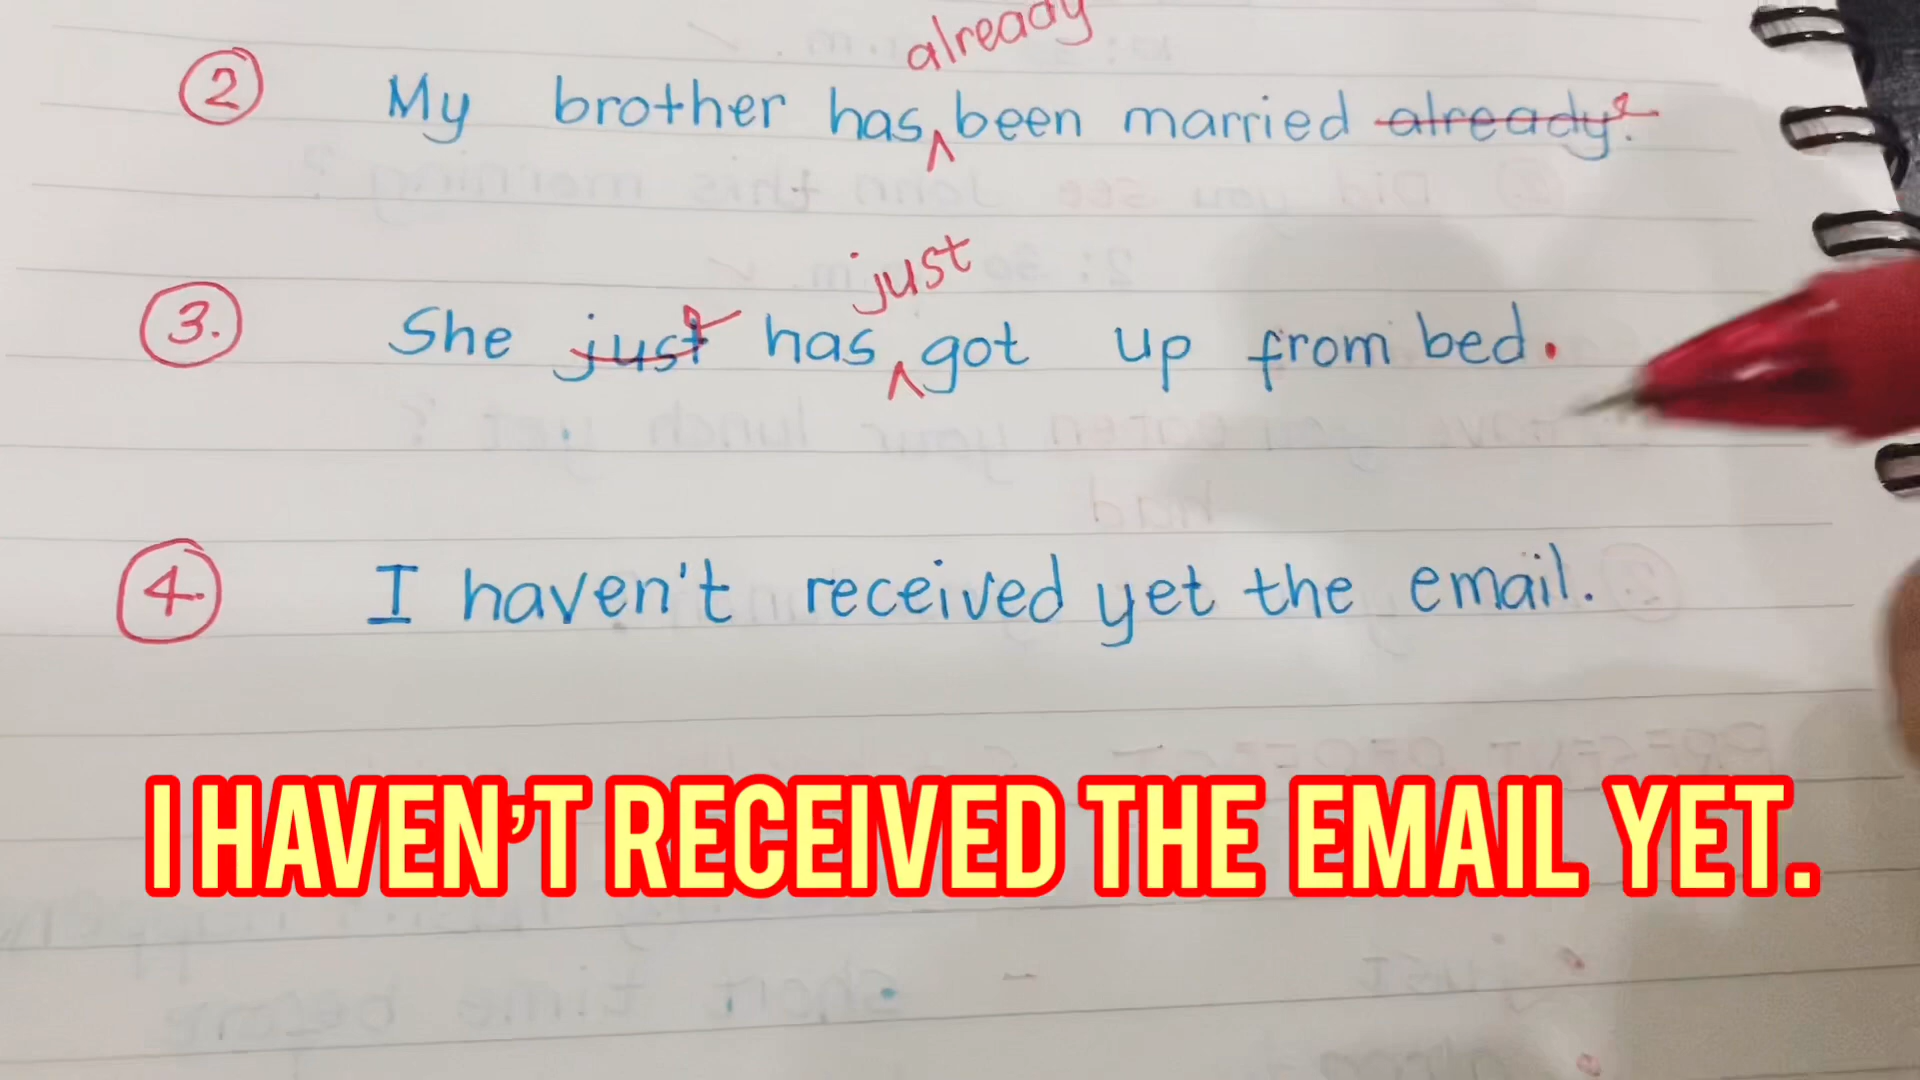 already
2 My brother has ^ been married already.
just
3. She just has ^ got up from bed.
4. I haven't received yet the email.
I HAVEN'T RECEIVED THE EMAIL YET.